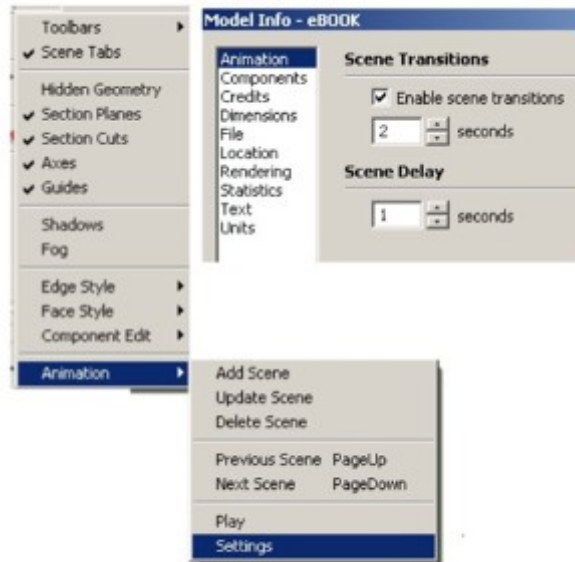 Toolbars
Scene Tabs
Hidden Geometry
Section Planes
Section Cuts
Axes
Guides
Shadows
Fog
Edge Style
Face Style
Component Edit
Animation
Model Info - eBOOK
Animation
Components
Credits
Dimensions
File
Location
Rendering
Statistics
Text
Units
Scene Transitions
Enable scene transitions
2 seconds
Scene Delay
1 seconds
Add Scene
Update Scene
Delete Scene
Previous Scene PageUp
Next Scene PageDown
Play
Settings